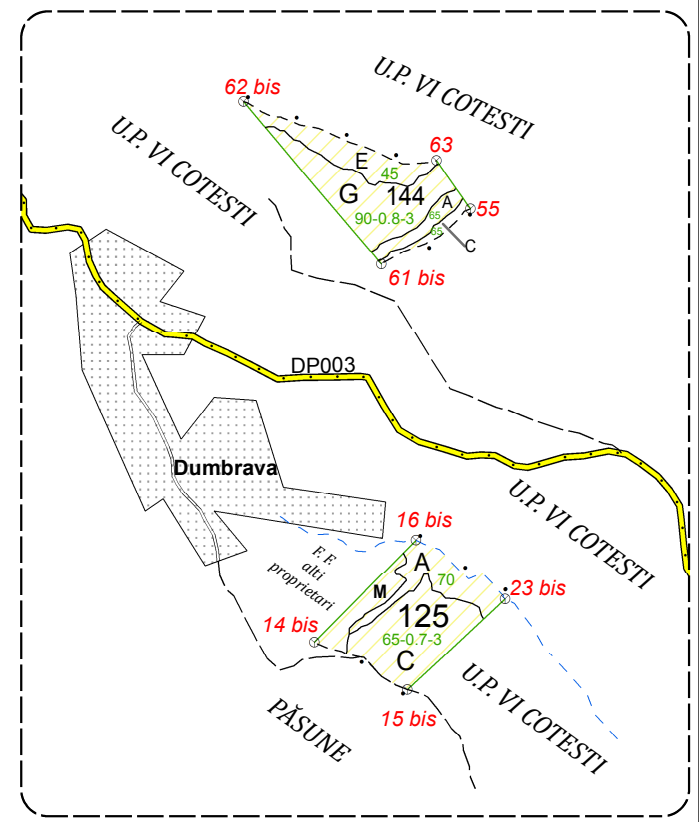 U.P. VI COTESTI
62 bis
U.P. VI COTESTI
63
E
45
G
144
A
90-0.8-3
65
55
65
C
61 bis
DP003
Dumbrava
U.P. VI COTESTI
16 bis
F.F.
alti
proprietari
A
70
M
23 bis
125
14 bis
65-0.7-3
C
U.P. VI COTESTI
15 bis
PĂSUNE